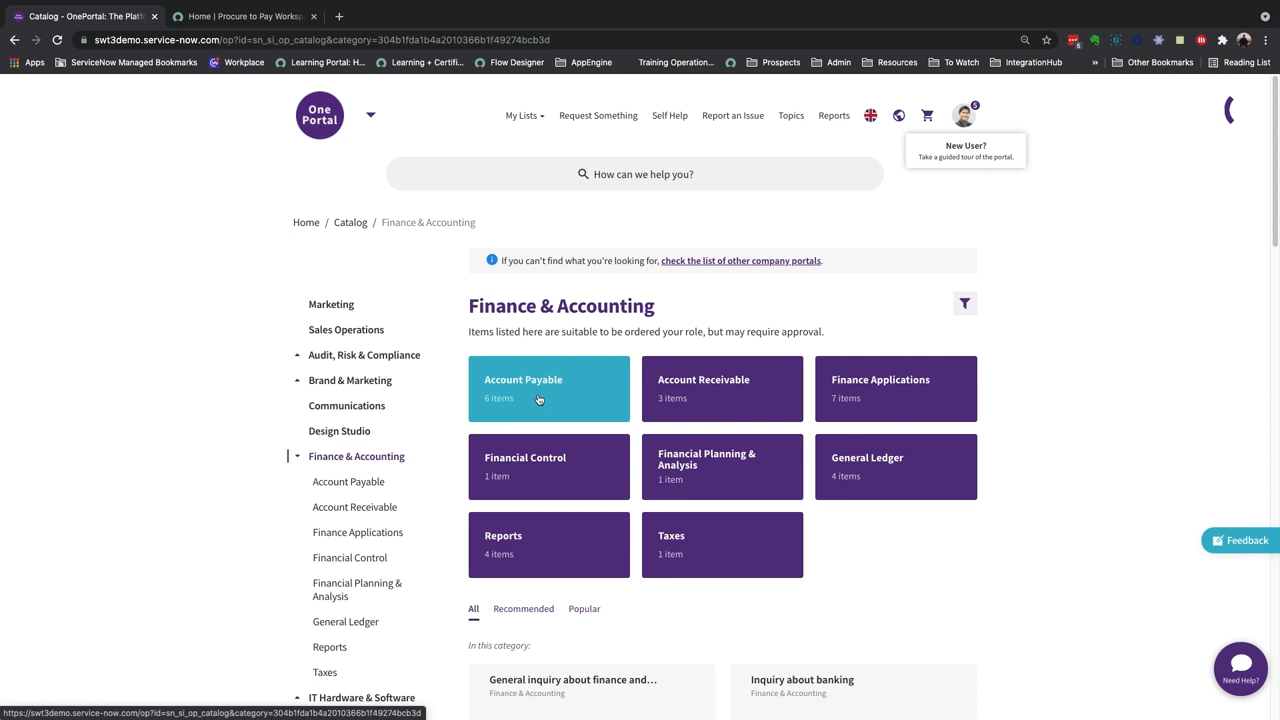 Catalog - OnePortal: The Platfo
Home | Procure to Pay Worksp
swt3demo.service-now.com/op?id=sn_si_op_catalog&category=304b1fda1b4a2010366b1f49274bcb3d
5
Apps
ServiceNow Managed Bookmarks
Workplace
Learning Portal: H...
Learning + Certifi...
Flow Designer
AppEngine
Training Operation...
Prospects
Admin
Resources
To Watch
IntegrationHub
»
Other Bookmarks
Reading List
One
Portal
My Lists
Request Something
Self Help
Report an Issue
Topics
Reports
5
New User?
Take a guided tour of the portal.
How can we help you?
Home / Catalog / Finance & Accounting
If you can't find what you're looking for, check the list of other company portals.
Marketing
Sales Operations
Audit, Risk & Compliance
Brand & Marketing
Communications
Design Studio
Finance & Accounting
Account Payable
Account Receivable
Finance Applications
Financial Control
Financial Planning &
Analysis
General Ledger
Reports
Taxes
IT Hardware & Software
Finance & Accounting
Items listed here are suitable to be ordered your role, but may require approval.
Account Payable
6 items
Account Receivable
3 items
Finance Applications
7 items
Financial Control
1 item
Financial Planning &
Analysis
1 item
General Ledger
4 items
Reports
4 items
Taxes
1 item
All
Recommended
Popular
In this category:
General inquiry about finance and...
Finance & Accounting
Inquiry about banking
Finance & Accounting
Feedback
Need Help?
https://swt3demo.service-now.com/op?id=sn_si_op_catalog&category=304b1fda1b4a2010366b1f49274bcb3d